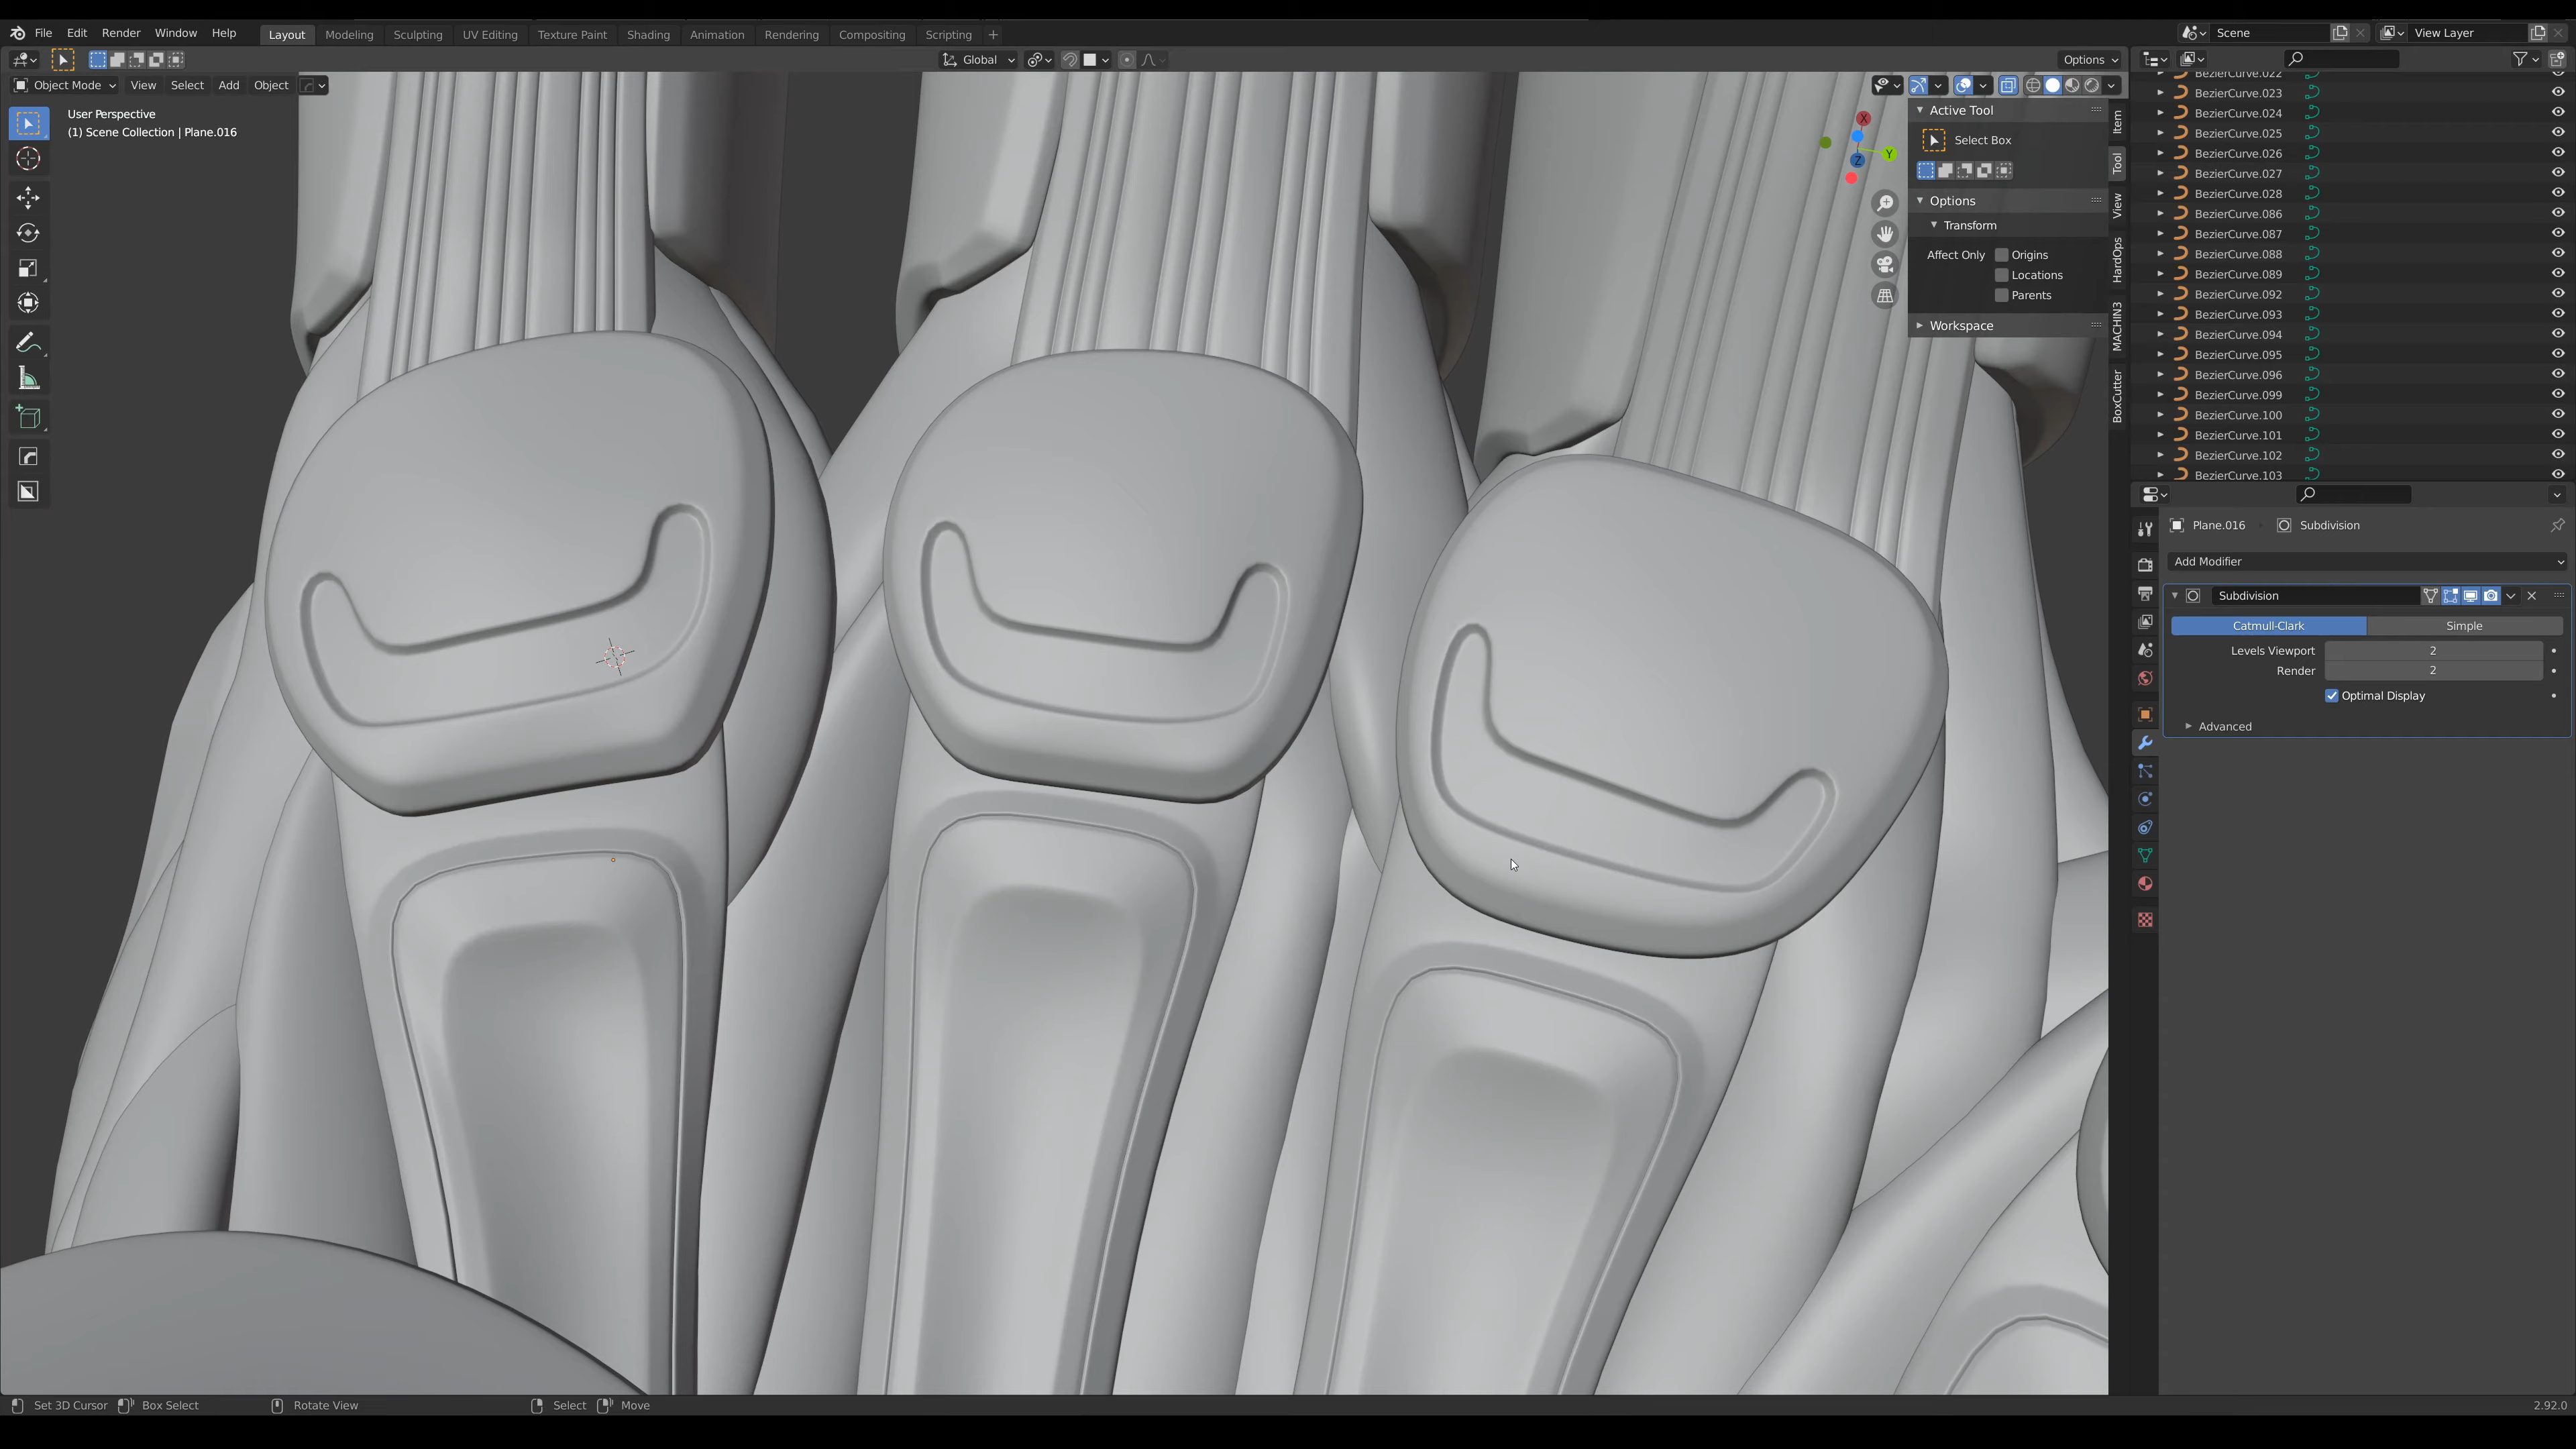 File Edit Render Window Help Layout Modeling Sculpting UV Editing Texture Paint Shading Animation Rendering Compositing Scripting + Scene View Layer
Global Options
Object Mode View Select Add Object
User Perspective
(1) Scene Collection | Plane.016
X
Y
Z
Active Tool
Select Box
Options
Transform
Affect Only Origins
Locations
Parents
Workspace
Item
Tool
View
HardOps
MACHIN3
BoxCutter
BezierCurve.022
BezierCurve.023
BezierCurve.024
BezierCurve.025
BezierCurve.026
BezierCurve.027
BezierCurve.028
BezierCurve.086
BezierCurve.087
BezierCurve.088
BezierCurve.089
BezierCurve.092
BezierCurve.093
BezierCurve.094
BezierCurve.095
BezierCurve.096
BezierCurve.099
BezierCurve.100
BezierCurve.101
BezierCurve.102
BezierCurve.103
Plane.016 Subdivision
Add Modifier
Subdivision
Catmull-Clark Simple
Levels Viewport 2
Render 2
Optimal Display
Advanced
Set 3D Cursor Box Select Rotate View Select Move 2.92.0